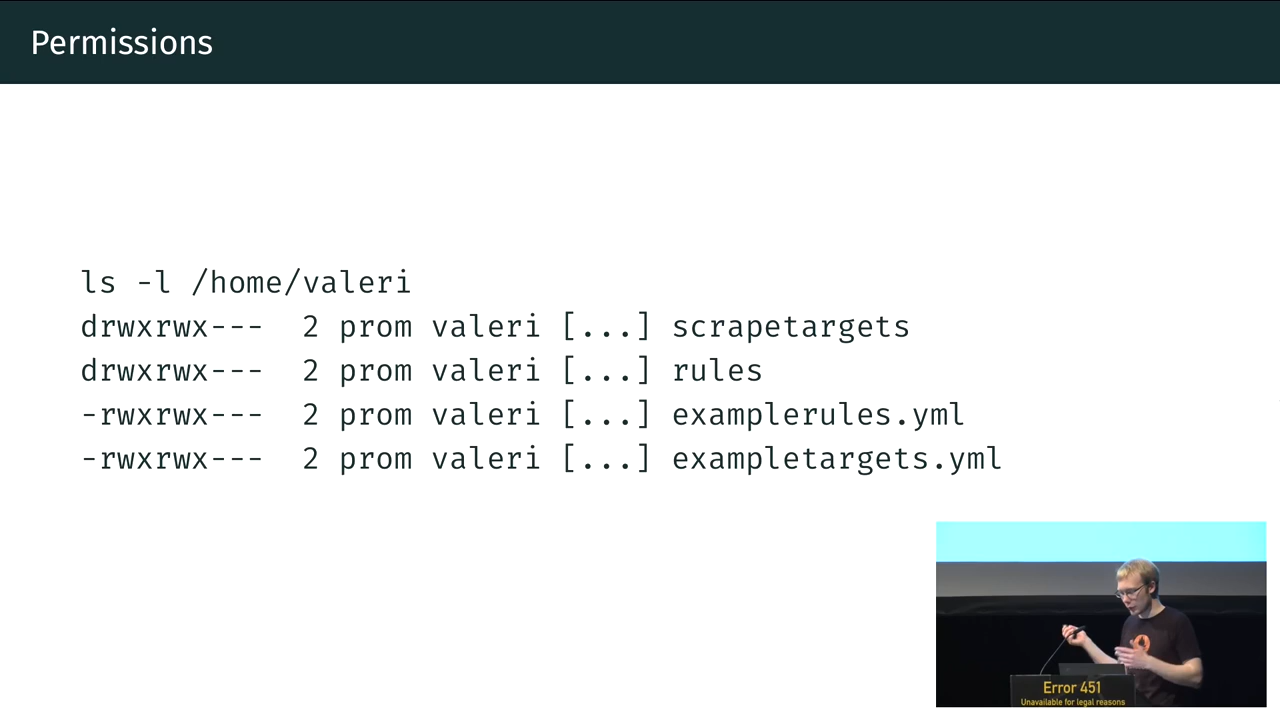 Permissions
ls -l /home/valeri
drwxrwx---  2 prom valeri [...] scrapetargets
drwxrwx---  2 prom valeri [...] rules
-rwxrwx---  2 prom valeri [...] examplerules.yml
-rwxrwx---  2 prom valeri [...] exampletargets.yml
Error 451
Unavailable for legal reasons